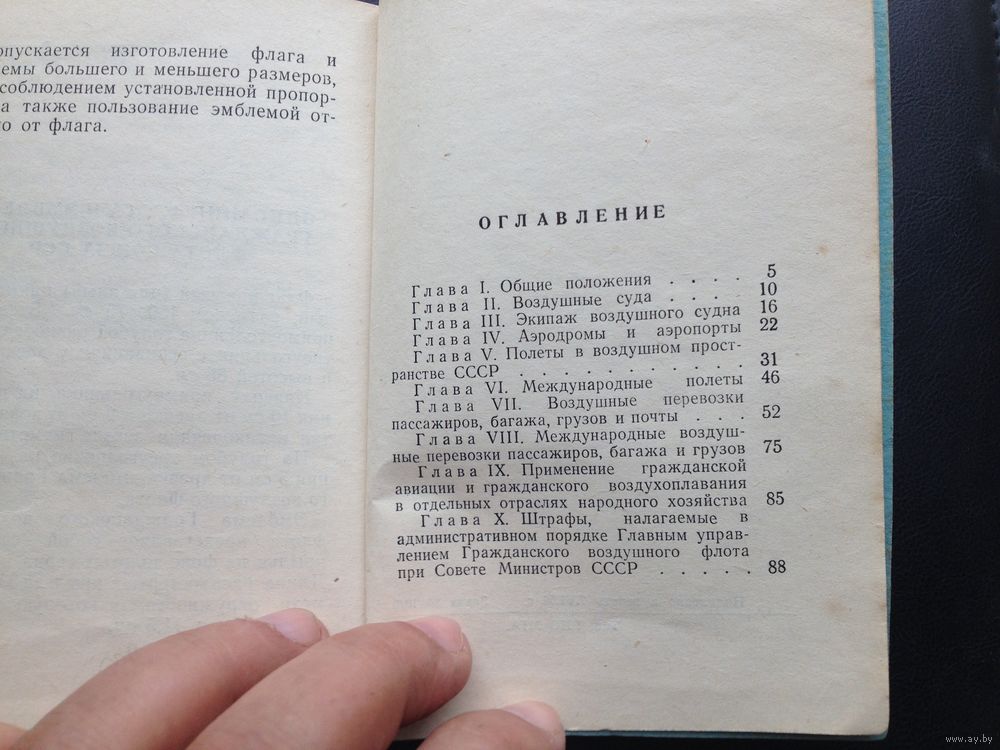 опускается изготовление флага и
емы большего и меньшего размеров,
соблюдением установленной пропор-
а также пользование эмблемой от-
о от флага.
ОГЛАВЛЕНИЕ
Глава I. Общие положения . . . . 5
Глава II. Воздушные суда . . . . 10
Глава III. Экипаж воздушного судна 16
Глава IV. Аэродромы и аэропорты 22
Глава V. Полеты в воздушном прост-
ранстве СССР . . . . . . . . . . . 31
Глава VI. Международные полеты 46
Глава VII. Воздушные перевозки
пассажиров, багажа, грузов и почты . . . 52
Глава VIII. Международные воздуш-
ные перевозки пассажиров, багажа и грузов 75
Глава IX. Применение гражданской
авиации и гражданского воздухоплавания
в отдельных отраслях народного хозяйства 85
Глава X. Штрафы, налагаемые в
административном порядке Главным управ-
лением Гражданского воздушного флота
при Совете Министров СССР . . . . . 88
www.ay.by